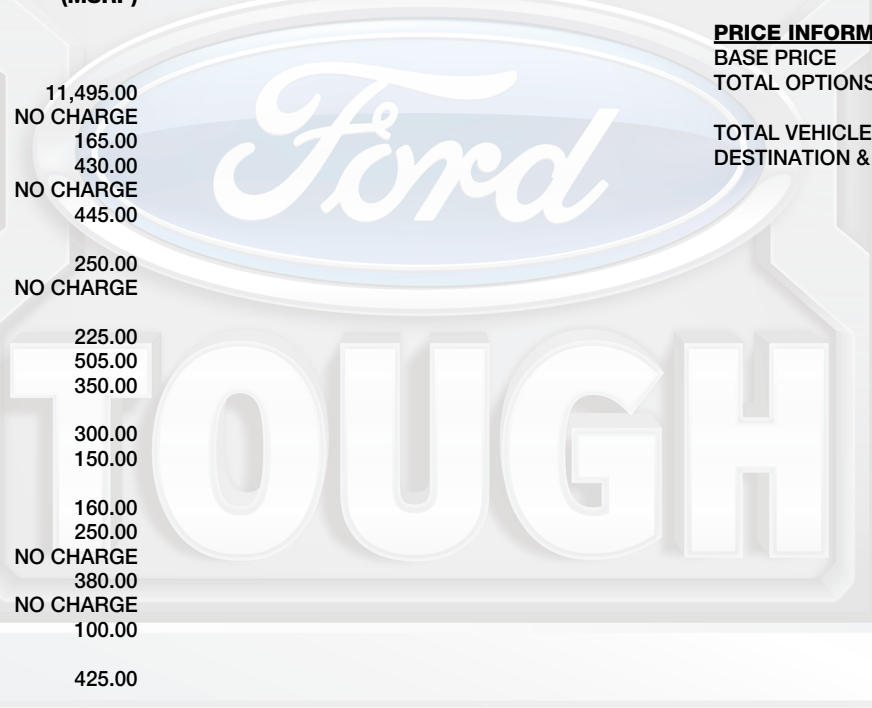 (MSRP)
11,495.00
NO CHARGE
165.00
430.00
NO CHARGE
445.00
250.00
NO CHARGE
225.00
505.00
350.00
300.00
150.00
160.00
250.00
NO CHARGE
380.00
NO CHARGE
100.00
425.00
PRICE INFORM
BASE PRICE
TOTAL OPTIONS
TOTAL VEHICLE
DESTINATION &
Ford
TOUGH